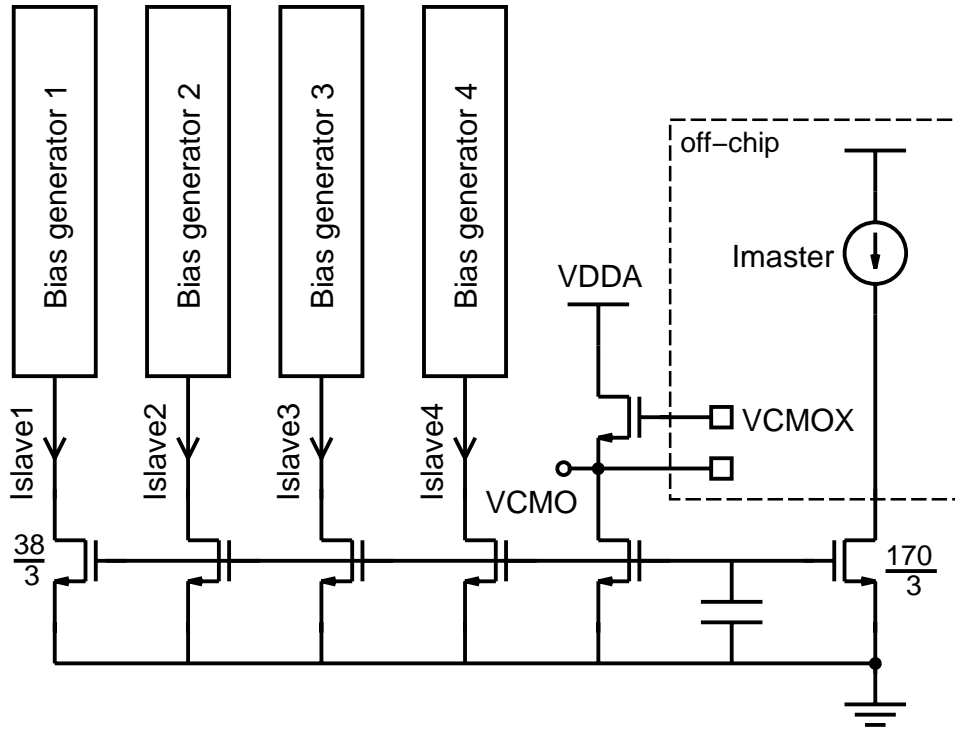 Bias generator 1
Bias generator 2
Bias generator 3
Bias generator 4
off−chip
Imaster
VDDA
VCMOX
VCMO
Islave1
Islave2
Islave3
Islave4
38
3
170
3